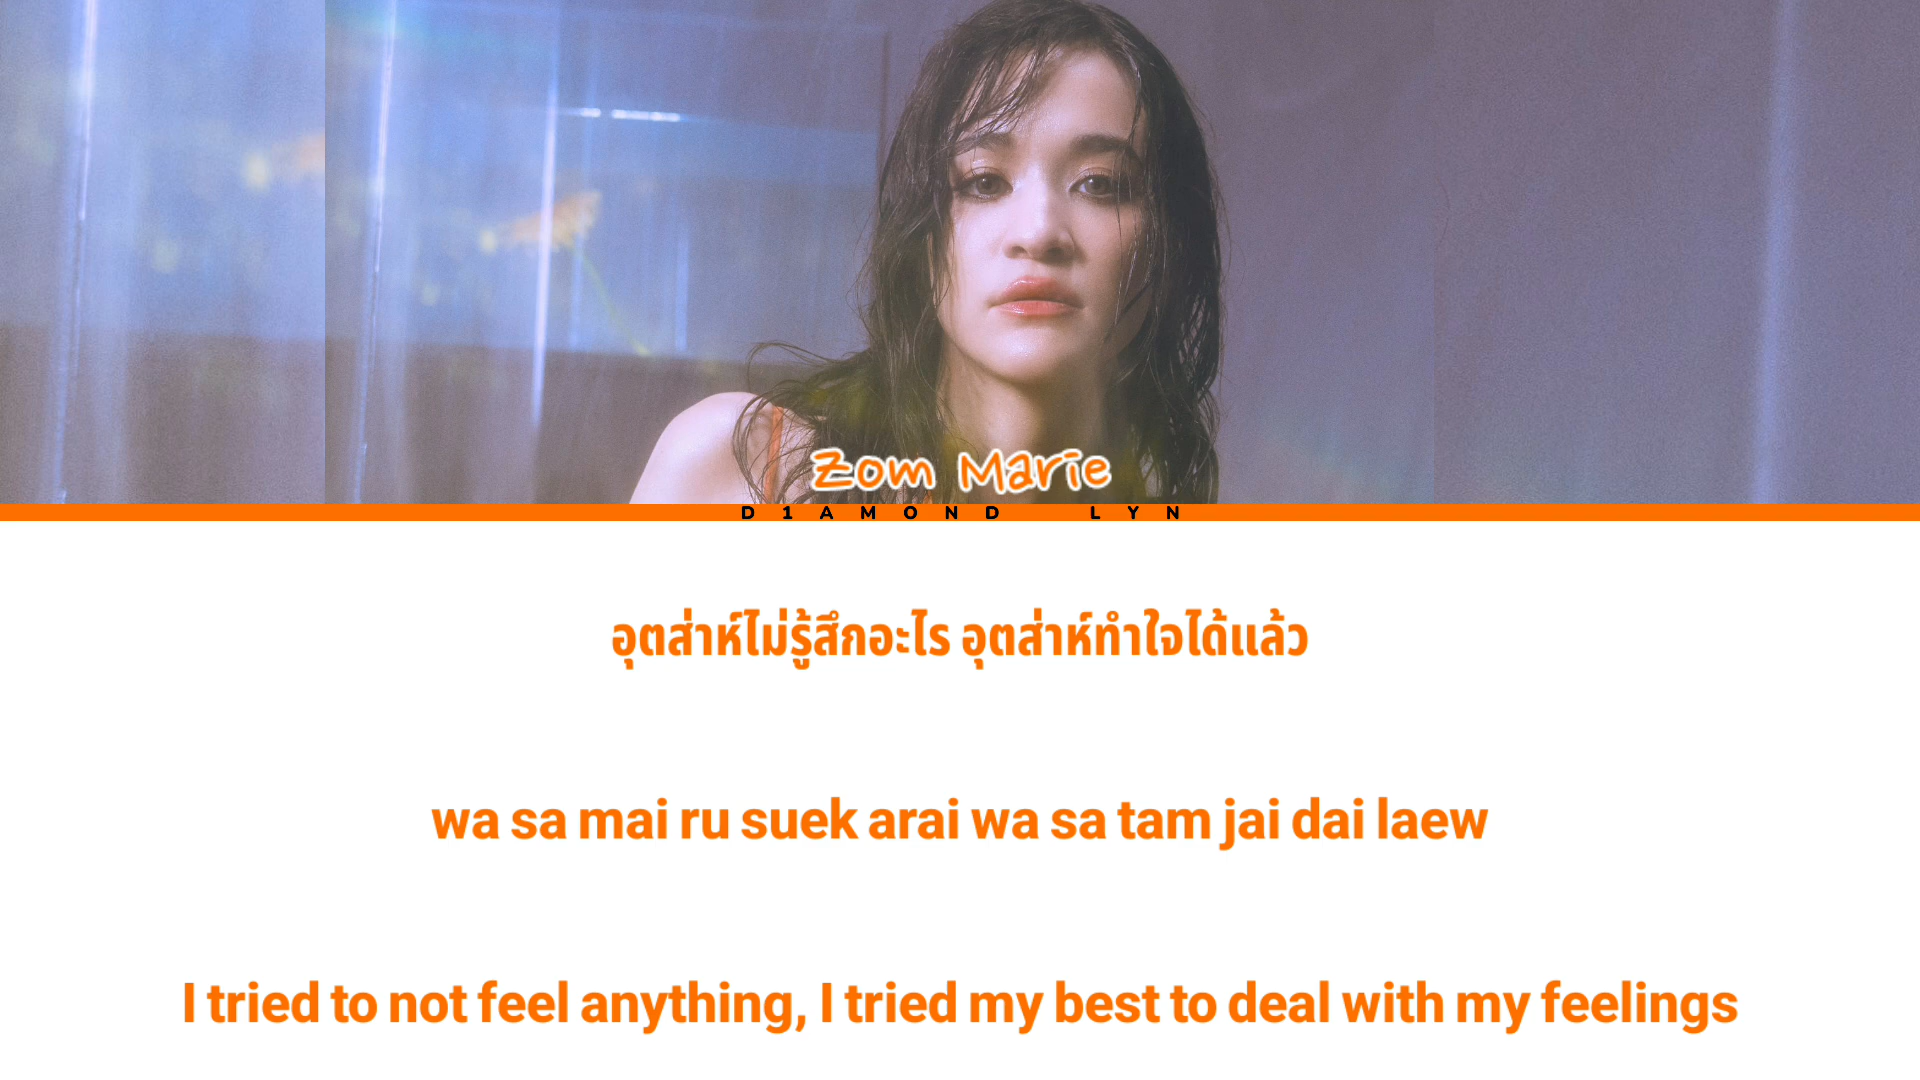 Zom Marie
D1AMOND LYN
อุตส่าห์ไม่รู้สึกอะไร อุตส่าห์ทำใจได้แล้ว
wa sa mai ru suek arai wa sa tam jai dai laew
I tried to not feel anything, I tried my best to deal with my feelings